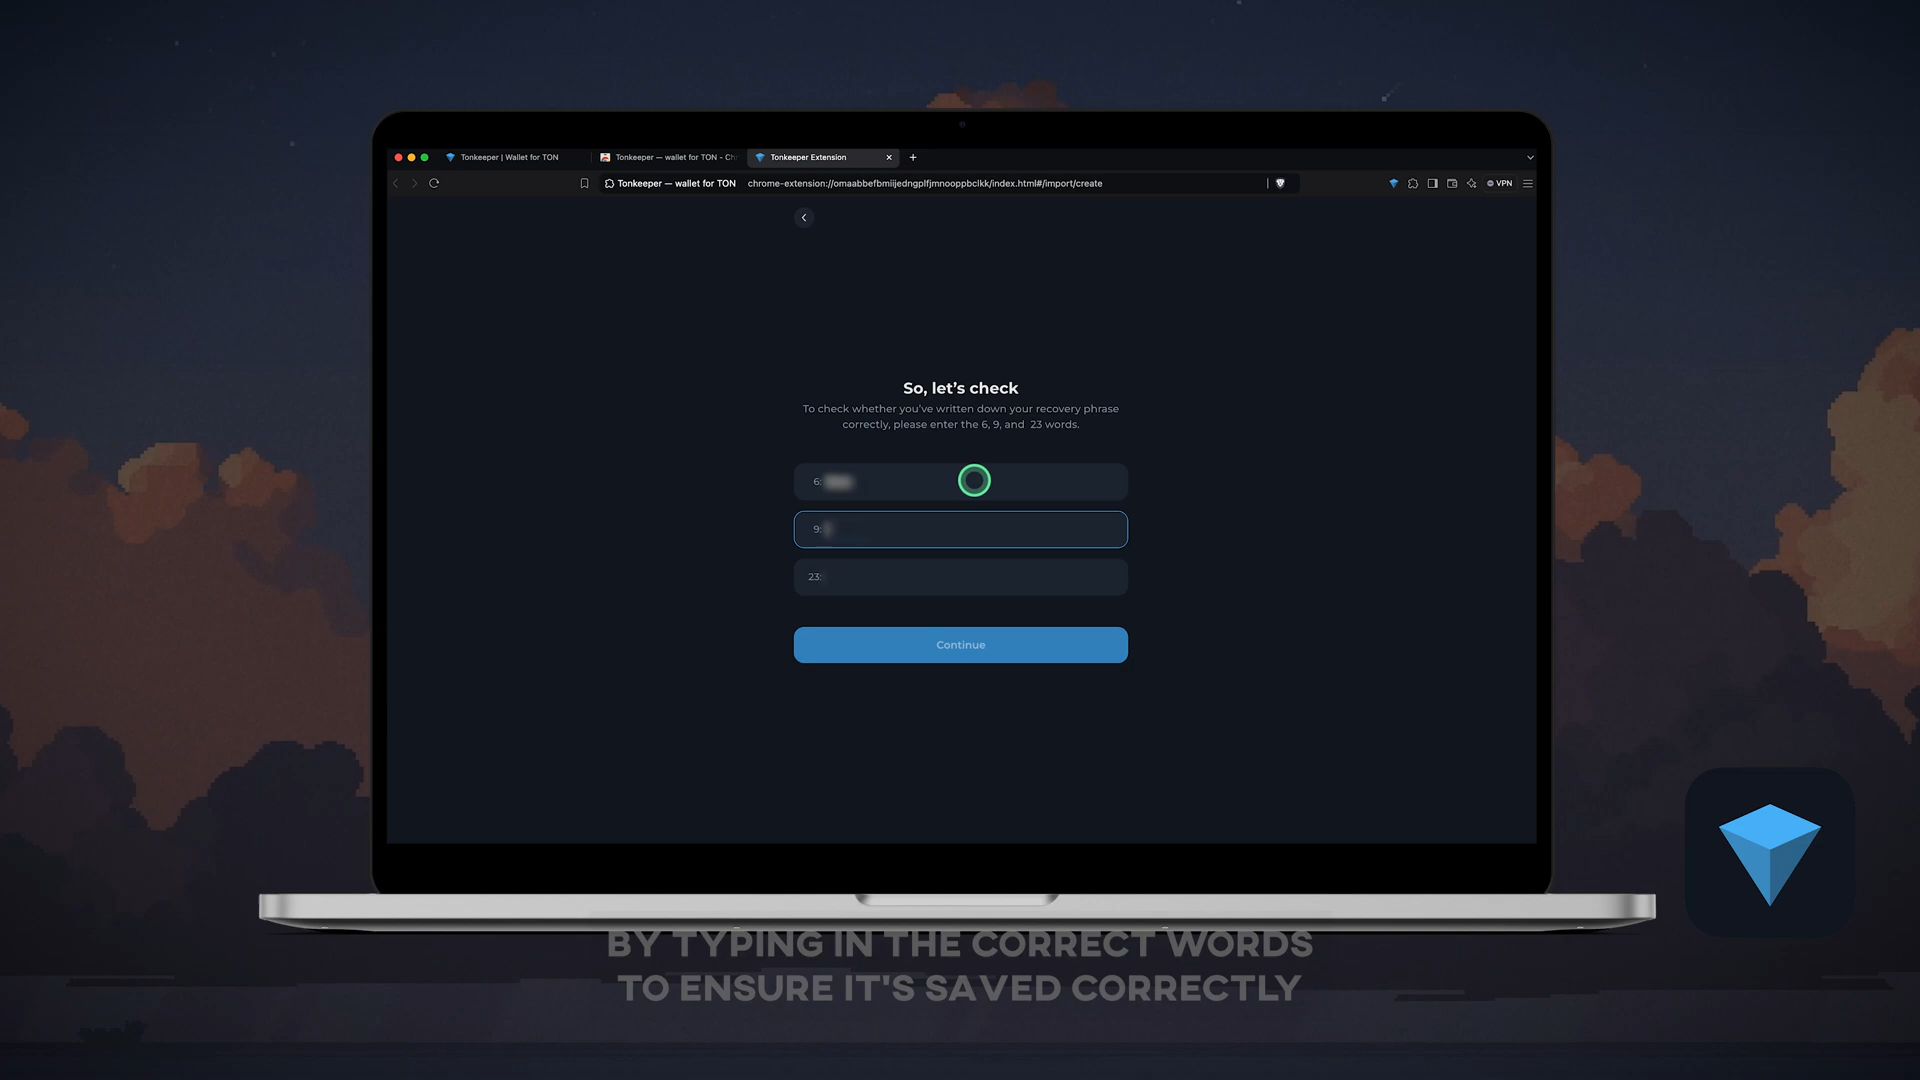 Tonkeeper | Wallet for TON
Tonkeeper — wallet for TON - Ch
Tonkeeper Extension
Tonkeeper — wallet for TON
chrome-extension://omaabbefbmiijedngplfjmnooppbclkk/index.html#/import/create
VPN
So, let's check
To check whether you've written down your recovery phrase
correctly, please enter the 6, 9, and 23 words.
6:
9:
23:
Continue
BY TYPING IN THE CORRECT WORDS
TO ENSURE IT'S SAVED CORRECTLY